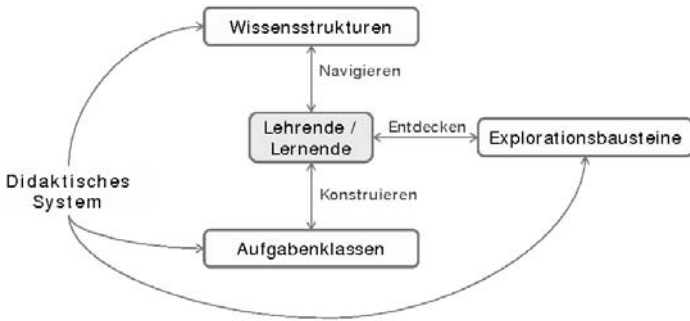 Wissensstrukturen
Navigieren
Lehrende /
Lernende
Entdecken
Explorationsbausteine
Didaktisches
System
Konstruieren
Aufgabenklassen